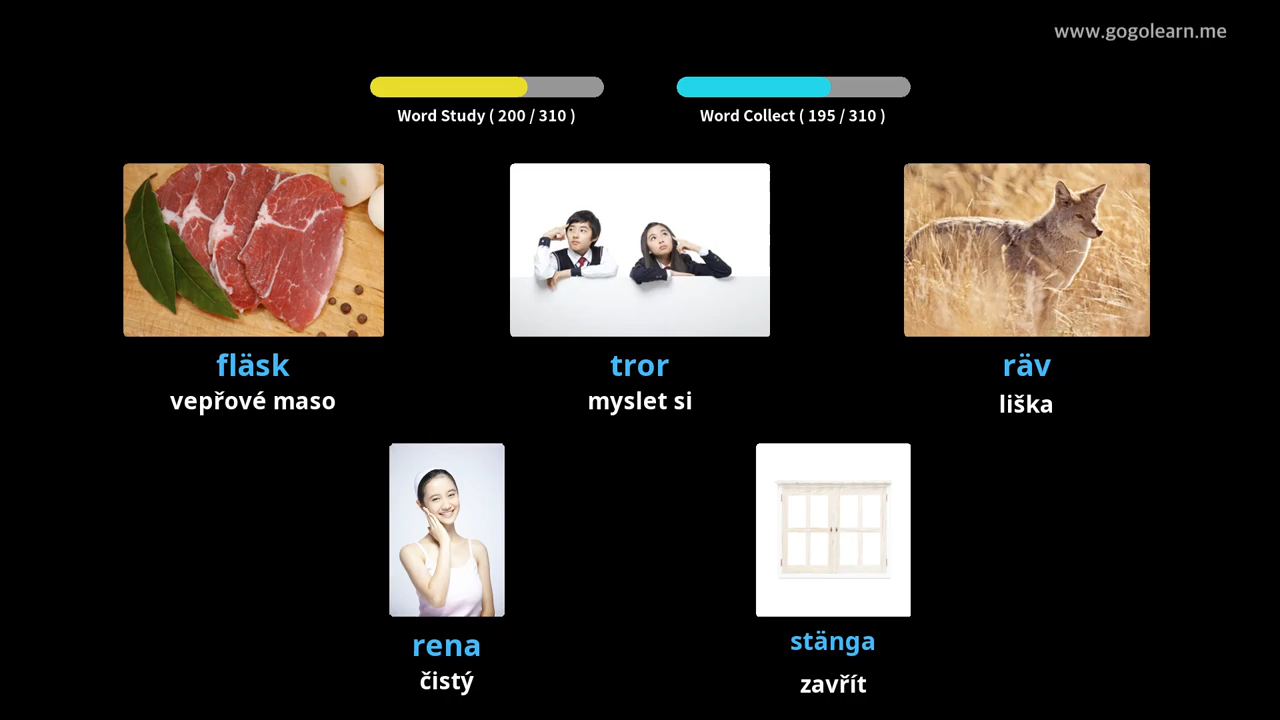 www.gogolearn.me
Word Study ( 200 / 310 )
Word Collect ( 195 / 310 )
fläsk
vepřové maso
tror
myslet si
räv
liška
rena
čistý
stänga
zavřít